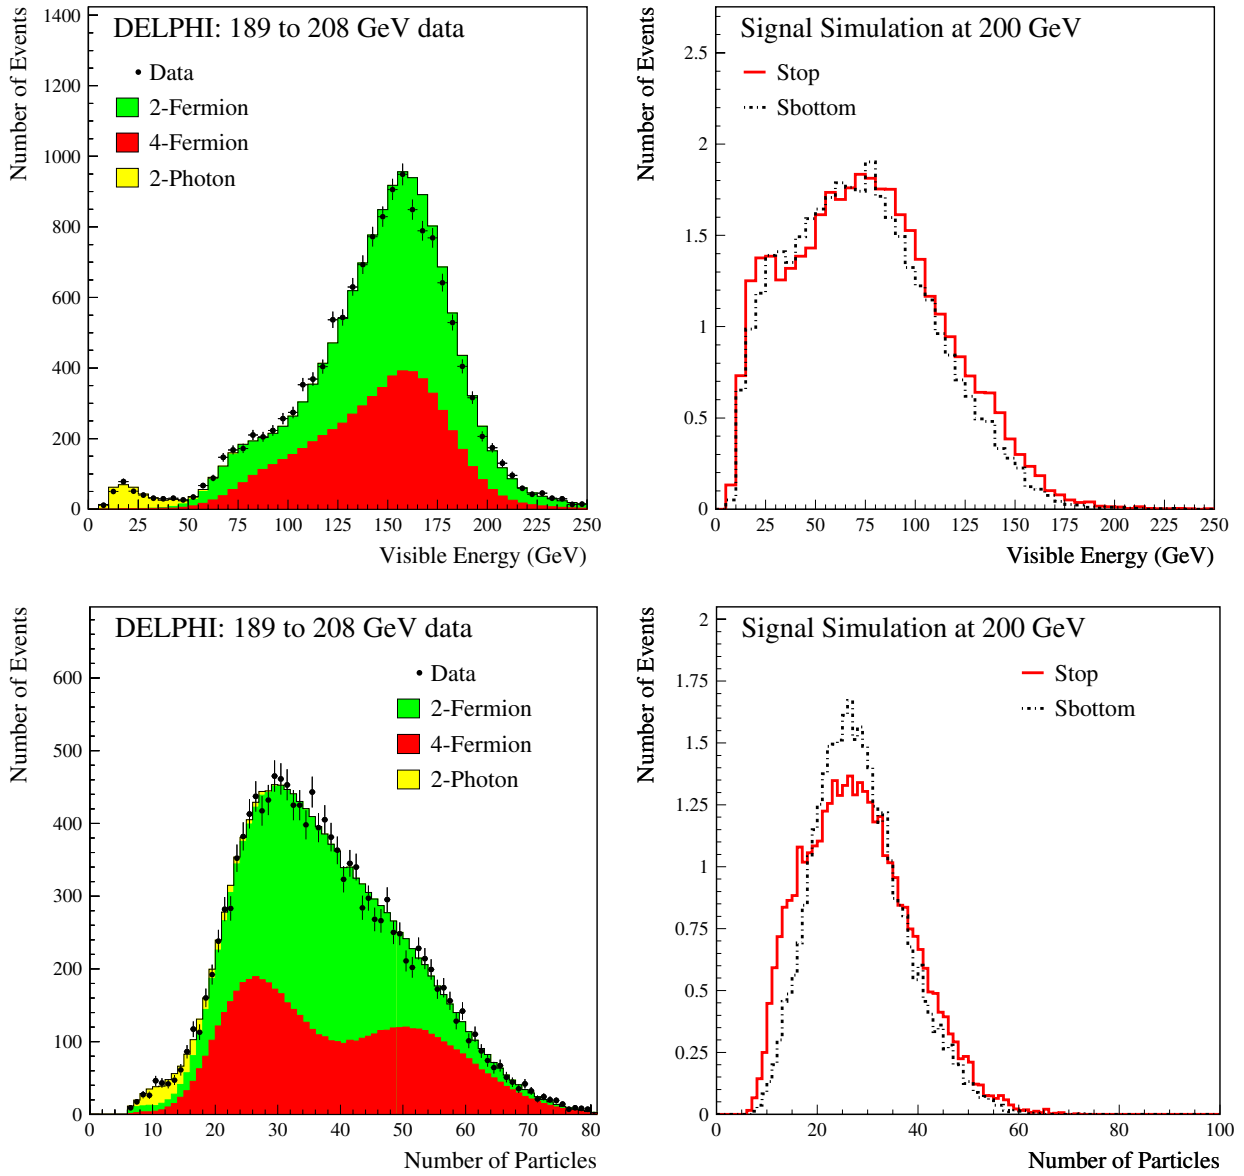 DELPHI: 189 to 208 GeV data
Number of Events
Data
2-Fermion
4-Fermion
2-Photon
1400
1200
1000
800
600
400
200
0
0 25 50 75 100 125 150 175 200 225 250
Visible Energy (GeV)
Signal Simulation at 200 GeV
Number of Events
Stop
Sbottom
2.5
2
1.5
1
0.5
0
0 25 50 75 100 125 150 175 200 225 250
Visible Energy (GeV)
DELPHI: 189 to 208 GeV data
Number of Events
Data
2-Fermion
4-Fermion
2-Photon
600
500
400
300
200
100
0
0 10 20 30 40 50 60 70 80
Number of Particles
Signal Simulation at 200 GeV
Number of Events
Stop
Sbottom
2
1.75
1.5
1.25
1
0.75
0.5
0.25
0
0 20 40 60 80 100
Number of Particles